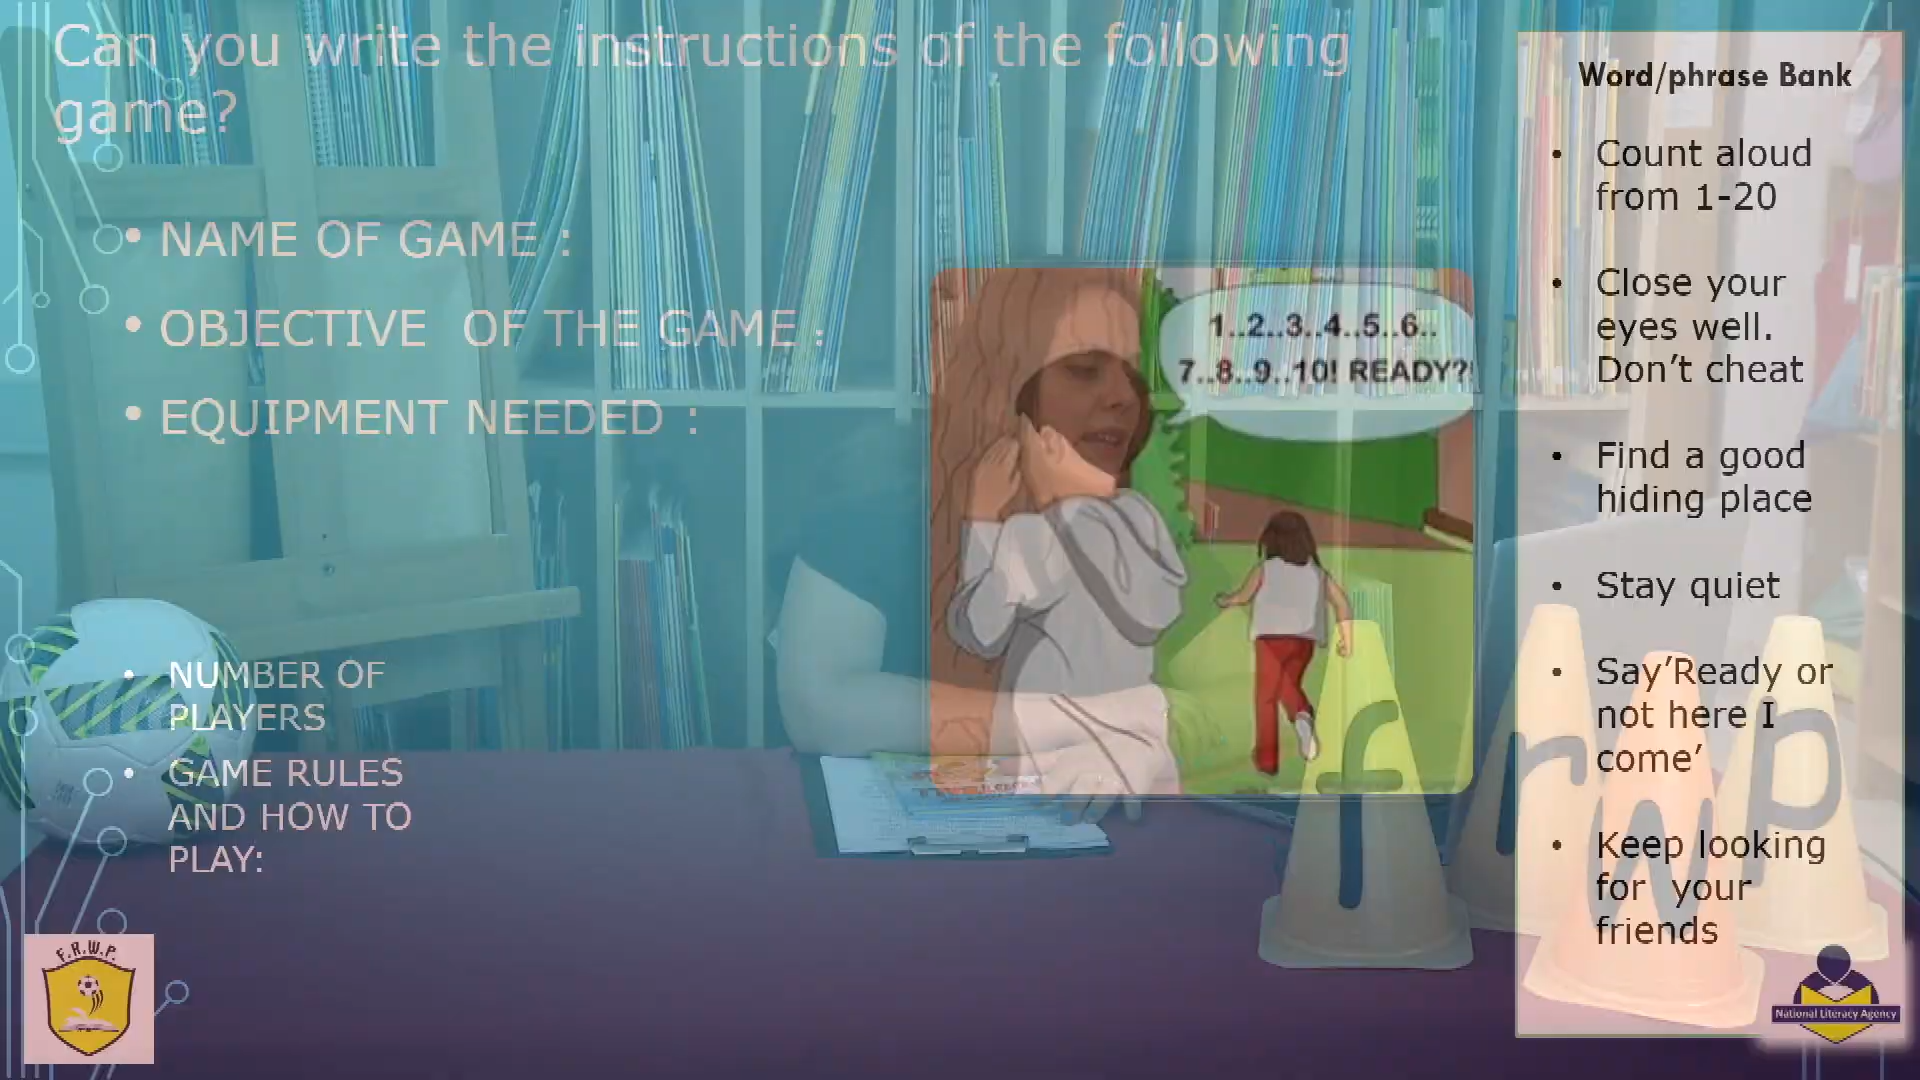 Can you write the instructions of the following
game?
• NAME OF GAME :
• OBJECTIVE OF THE GAME :
• EQUIPMENT NEEDED :
• NUMBER OF
PLAYERS
• GAME RULES
AND HOW TO
PLAY:
1..2..3..4..5..6..
7..8..9..10! READY?!
Word/phrase Bank
• Count aloud
from 1-20
• Close your
eyes well.
Don’t cheat
• Find a good
hiding place
• Stay quiet
• Say’Ready or
not here I
come’
• Keep looking
for your
friends
f
r
w
p
F.R.W.P.
National Literacy Agency